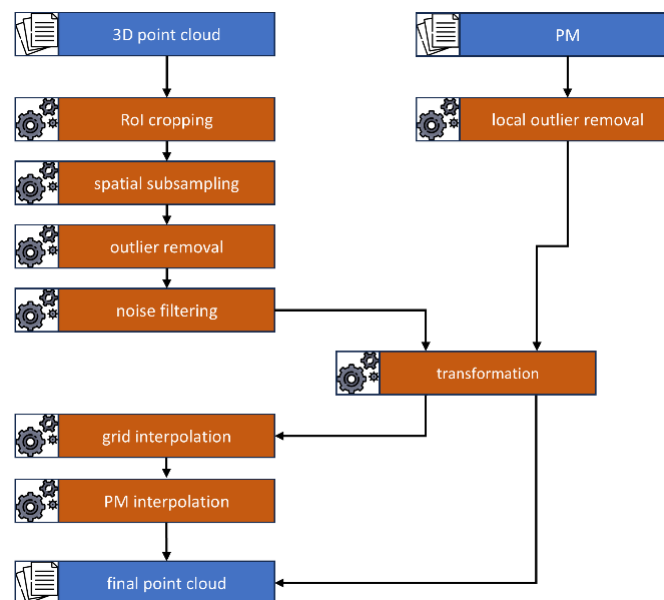 3D point cloud
PM
RoI cropping
local outlier removal
spatial subsampling
outlier removal
noise filtering
transformation
grid interpolation
PM interpolation
final point cloud